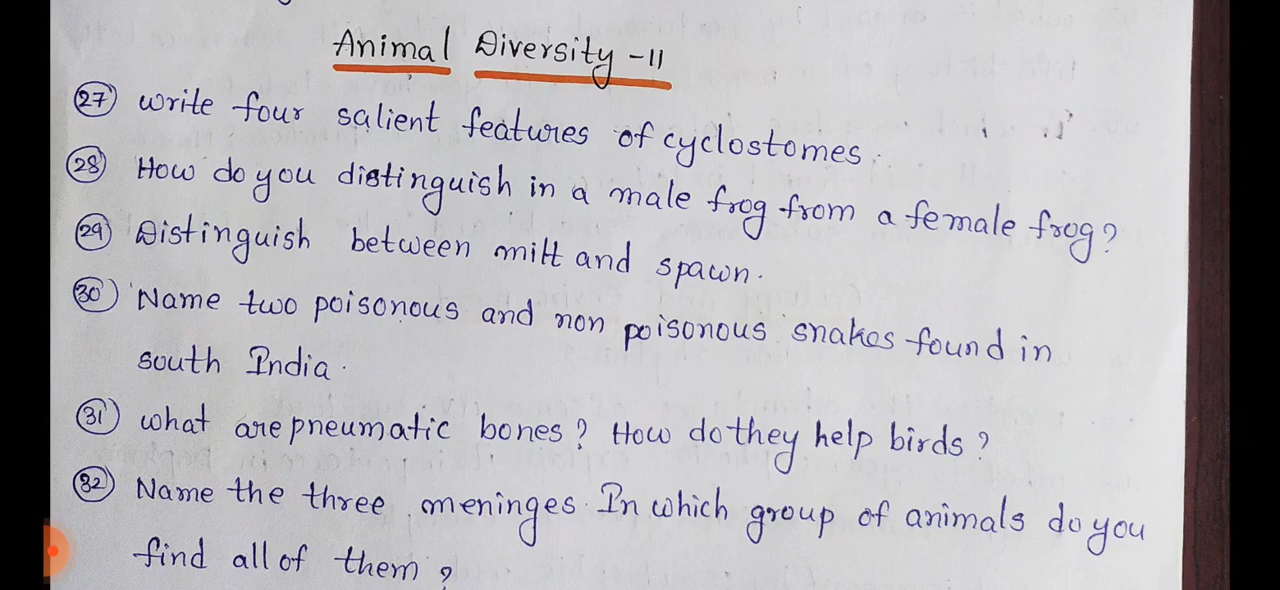 Animal Diversity -II
27 write four salient features of cyclostomes.
28 How do you distinguish in a male frog from a female frog?
29 Distinguish between milt and spawn.
30 Name two poisonous and non poisonous snakes found in
south India.
31 what are pneumatic bones? How do they help birds?
32 Name the three meninges. In which group of animals do you
find all of them?